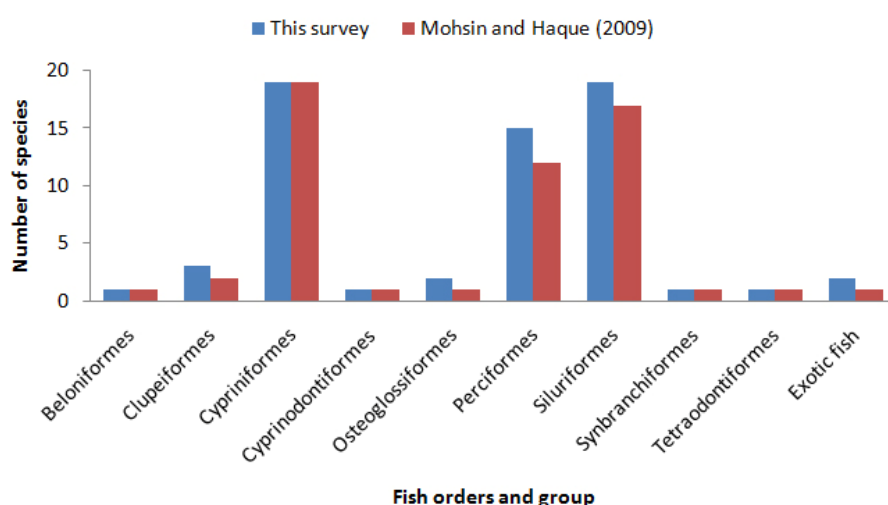 This survey Mohsin and Haque (2009)
Number of species
20
15
10
5
0
Beloniformes
Clupeiformes
Cypriniformes
Cyprinodontiformes
Osteoglossiformes
Perciformes
Siluriformes
Synbranchiformes
Tetraodontiformes
Exotic fish
Fish orders and group